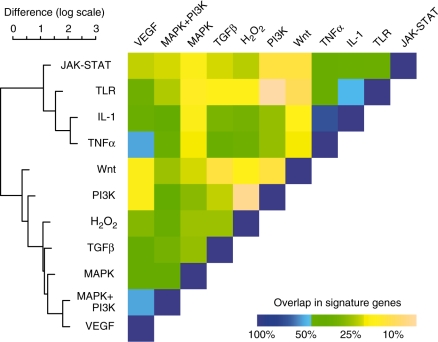 Difference (log scale)
0 1 2 3
VEGF
MAPK+PI3K
MAPK
TGFβ
H2O2
PI3K
Wnt
TNFα
IL-1
TLR
JAK-STAT
JAK-STAT
TLR
IL-1
TNFα
Wnt
PI3K
H2O2
TGFβ
MAPK
MAPK+
PI3K
VEGF
Overlap in signature genes
100% 50% 25% 10%